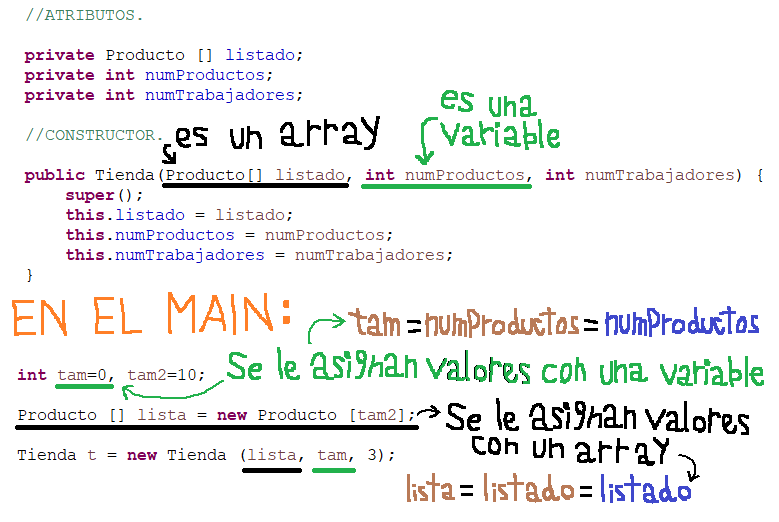 //ATRIBUTOS.
private Producto [] listado;
private int numProductos;
private int numTrabajadores;
es una
variable
//CONSTRUCTOR.
es un array
public Tienda(Producto[] listado, int numProductos, int numTrabajadores) {
super();
this.listado = listado;
this.numProductos = numProductos;
this.numTrabajadores = numTrabajadores;
}
EN EL MAIN:
tam=numProductos=numProductos
Se le asignan valores con una variable
int tam=0, tam2=10;
Producto [] lista = new Producto [tam2];
Se le asignan valores
con un array
Tienda t = new Tienda (lista, tam, 3);
lista = listado = listado